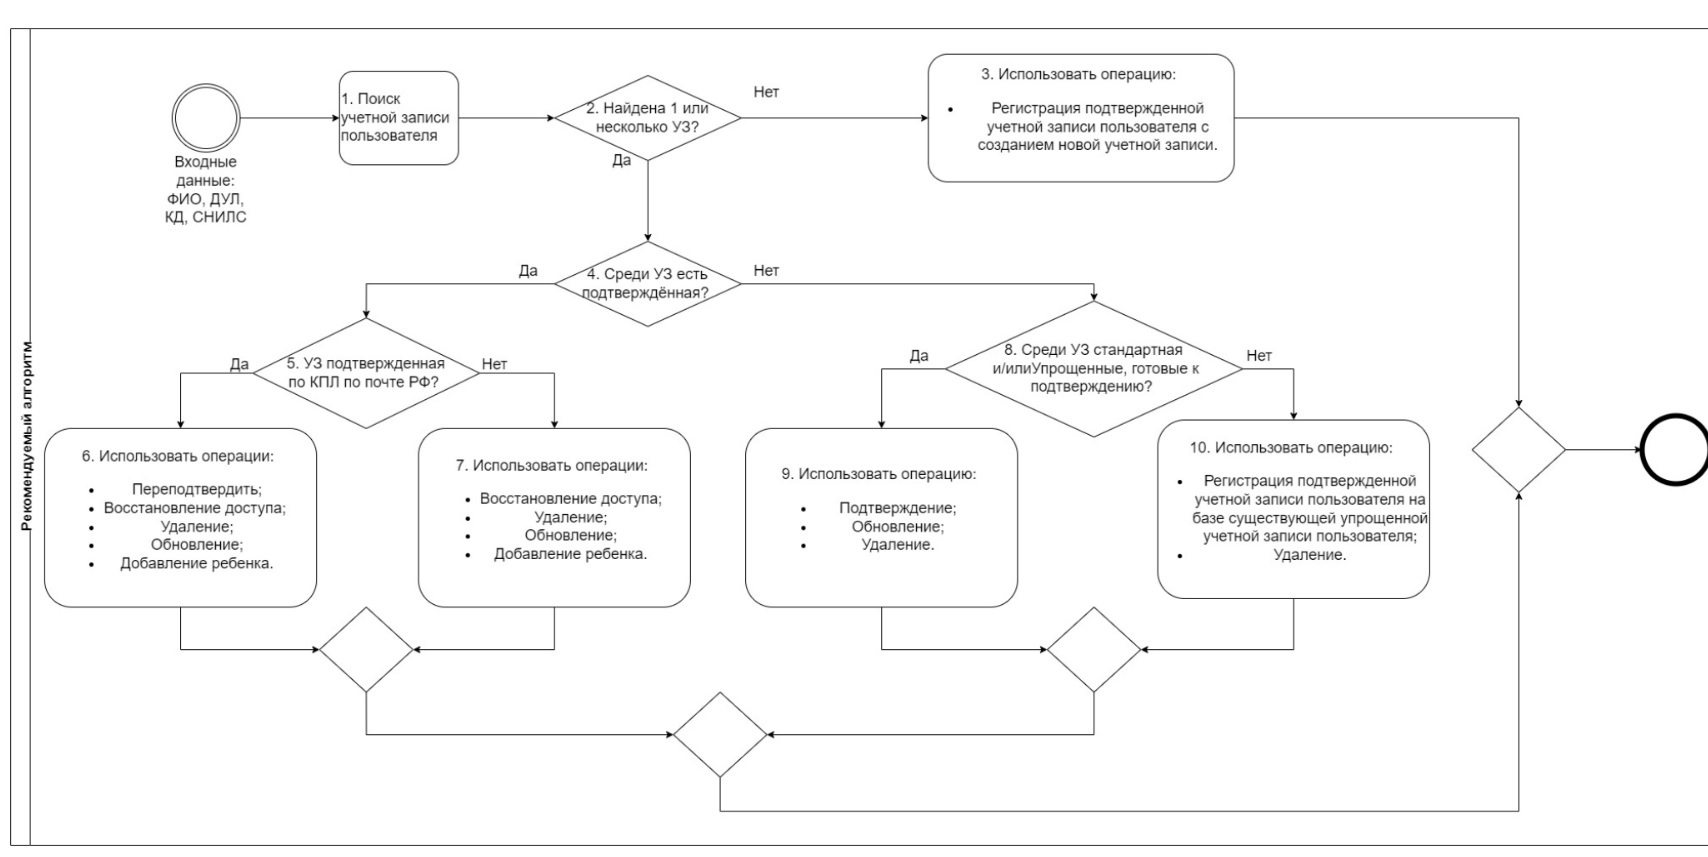 Рекомендуемый алгоритм
Входные
данные:
ФИО, ДУЛ,
КД, СНИЛС
1. Поиск
учетной записи
пользователя
2. Найдена 1 или
несколько УЗ?
Нет
Да
3. Использовать операцию:
• Регистрация подтвержденной
учетной записи пользователя с
созданием новой учетной записи.
4. Среди УЗ есть
подтверждённая?
Да
Нет
5. УЗ подтвержденная
по КПЛ по почте РФ?
Да
Нет
8. Среди УЗ стандартная
и/илиУпрощенные, готовые к
подтверждению?
Да
Нет
6. Использовать операции:
• Переподтвердить;
• Восстановление доступа;
• Удаление;
• Обновление;
• Добавление ребенка.
7. Использовать операции:
• Восстановление доступа;
• Удаление;
• Обновление;
• Добавление ребенка.
9. Использовать операцию:
• Подтверждение;
• Обновление;
• Удаление.
10. Использовать операцию:
• Регистрация подтвержденной
учетной записи пользователя на
базе существующей упрощенной
учетной записи пользователя;
• Удаление.